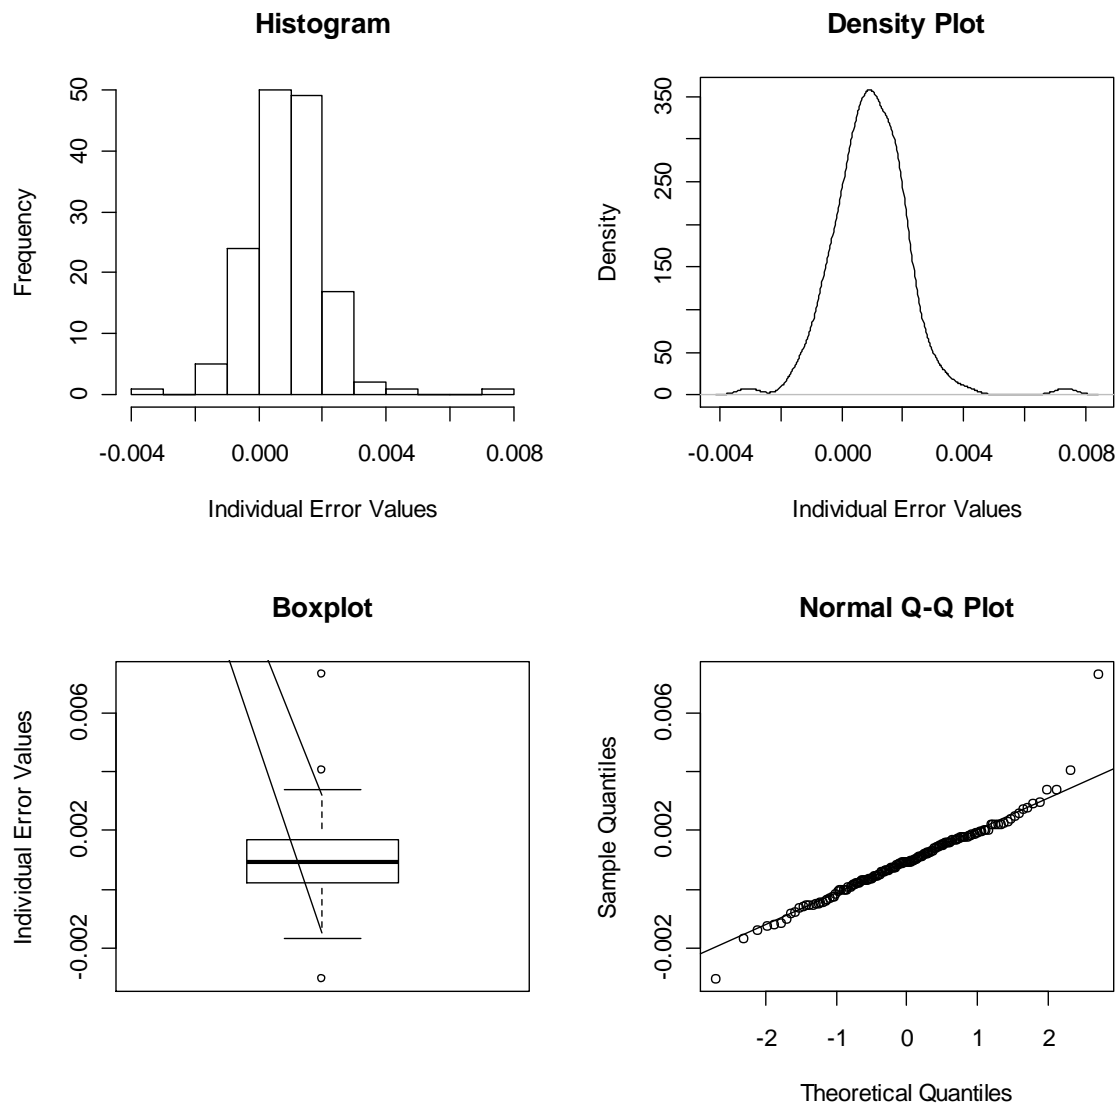 Histogram
Frequency
50
40
30
20
10
0
-0.004
0.000
0.004
0.008
Individual Error Values
Density Plot
Density
350
250
150
50
0
-0.004
0.000
0.004
0.008
Individual Error Values
Boxplot
Individual Error Values
0.006
0.002
-0.002
Normal Q-Q Plot
Sample Quantiles
0.006
0.002
-0.002
-2
-1
0
1
2
Theoretical Quantiles